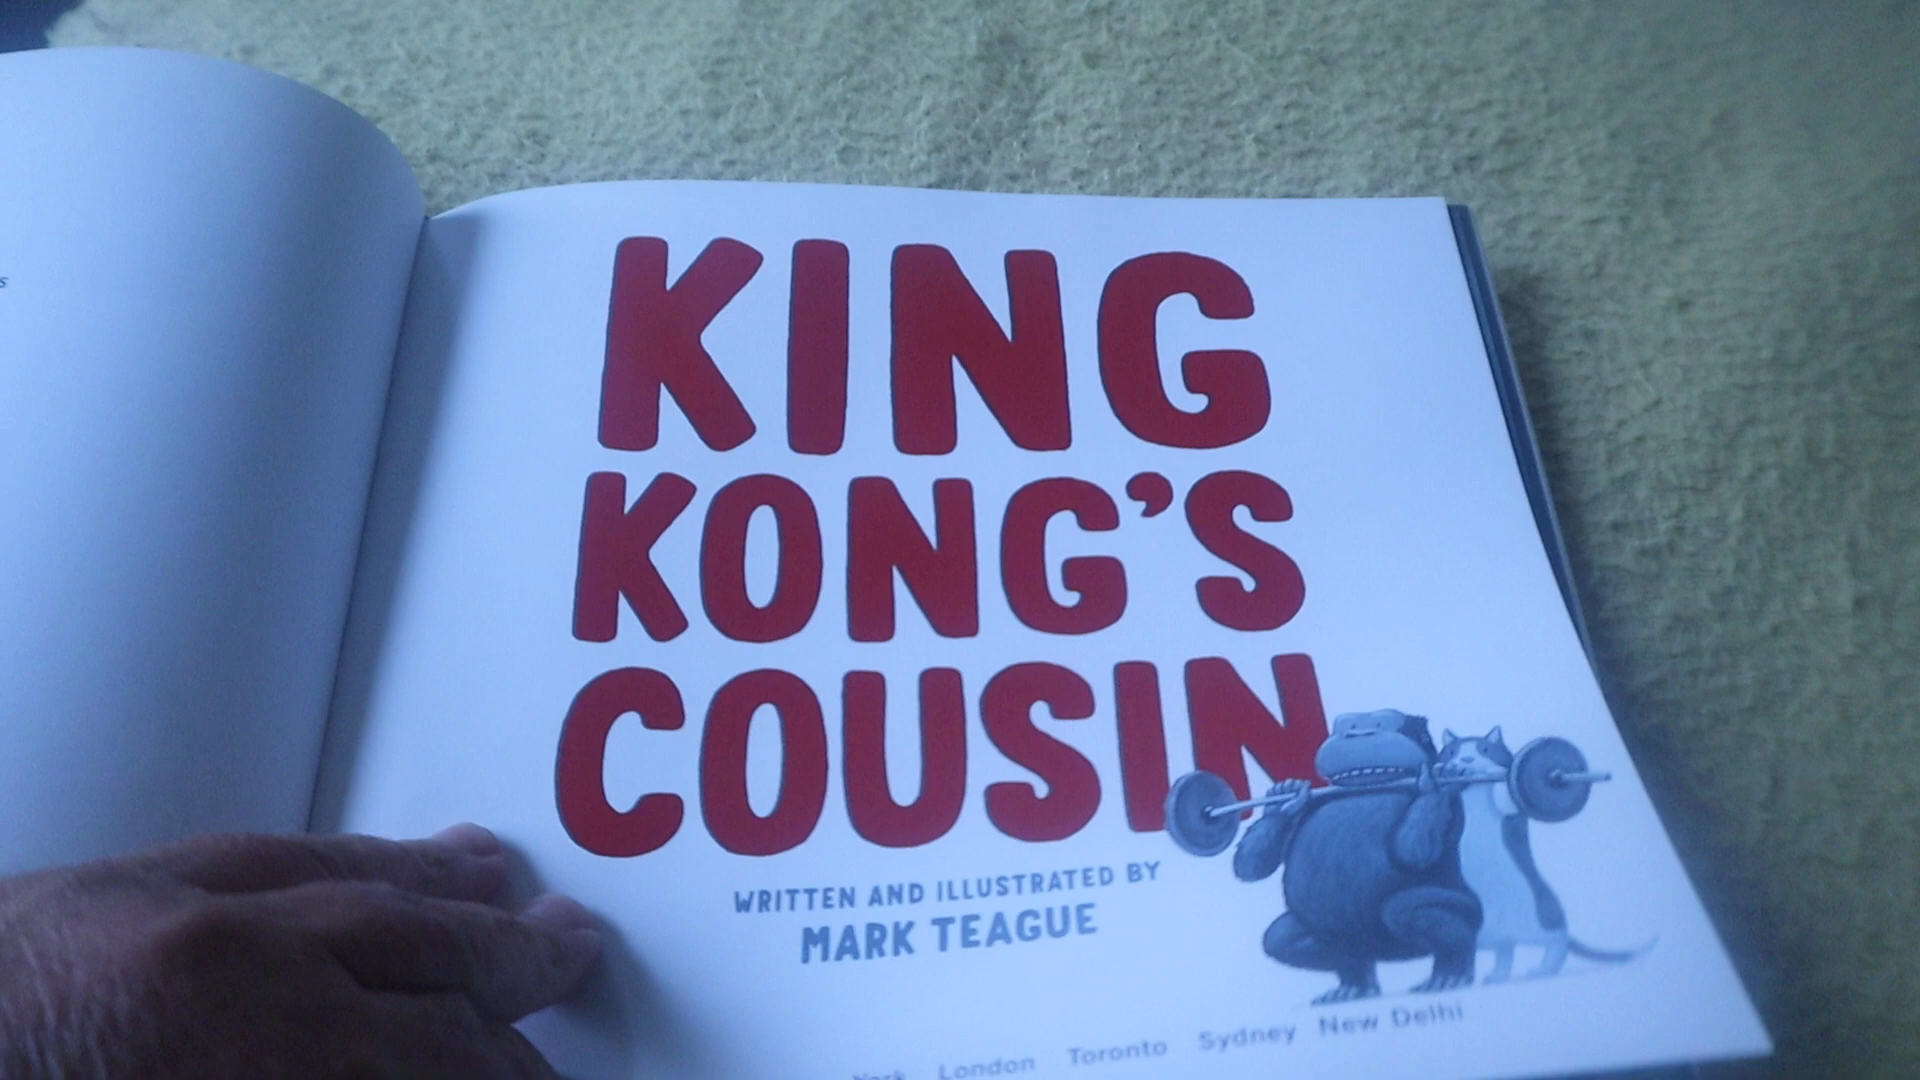 KING
KONG'S
COUSIN
WRITTEN AND ILLUSTRATED BY
MARK TEAGUE
York London Toronto Sydney New Delhi